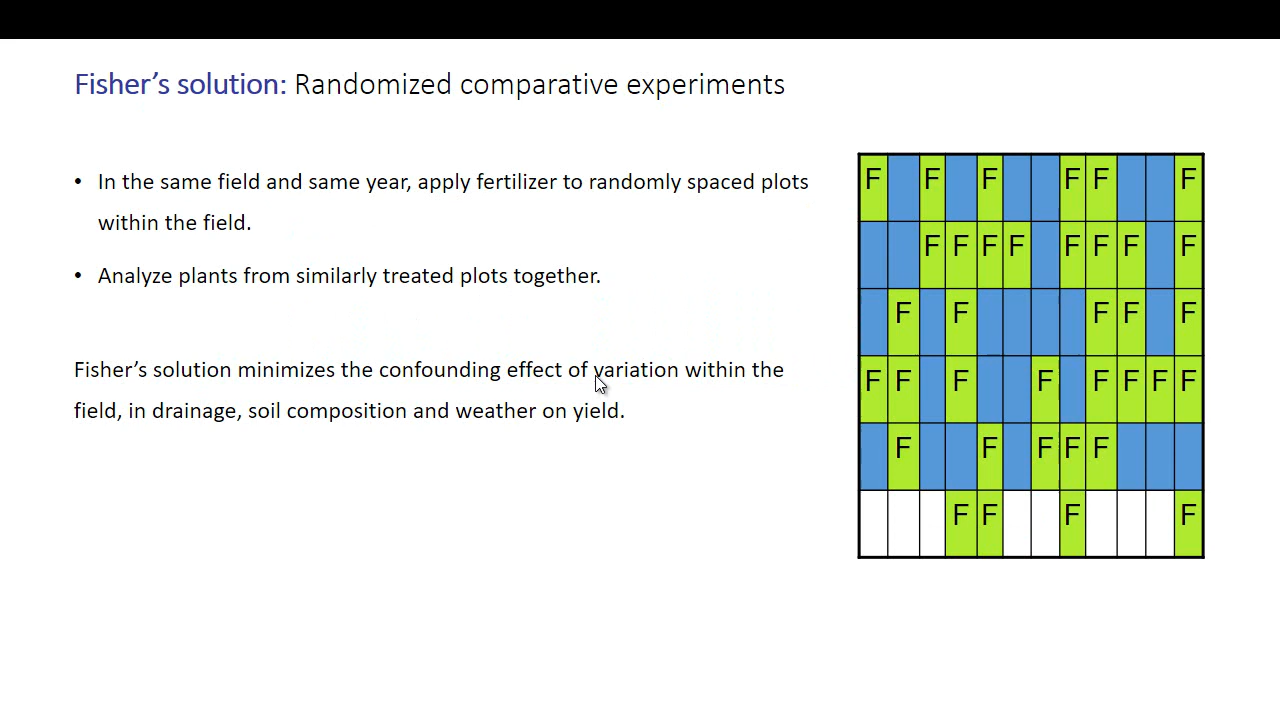 Fisher’s solution: Randomized comparative experiments
• In the same field and same year, apply fertilizer to randomly spaced plots
within the field.
• Analyze plants from similarly treated plots together.
Fisher’s solution minimizes the confounding effect of variation within the
field, in drainage, soil composition and weather on yield.
F F F F F F
F F F F F F F F
F F F F F
F F F F F F F F
F F F F F
F F F F